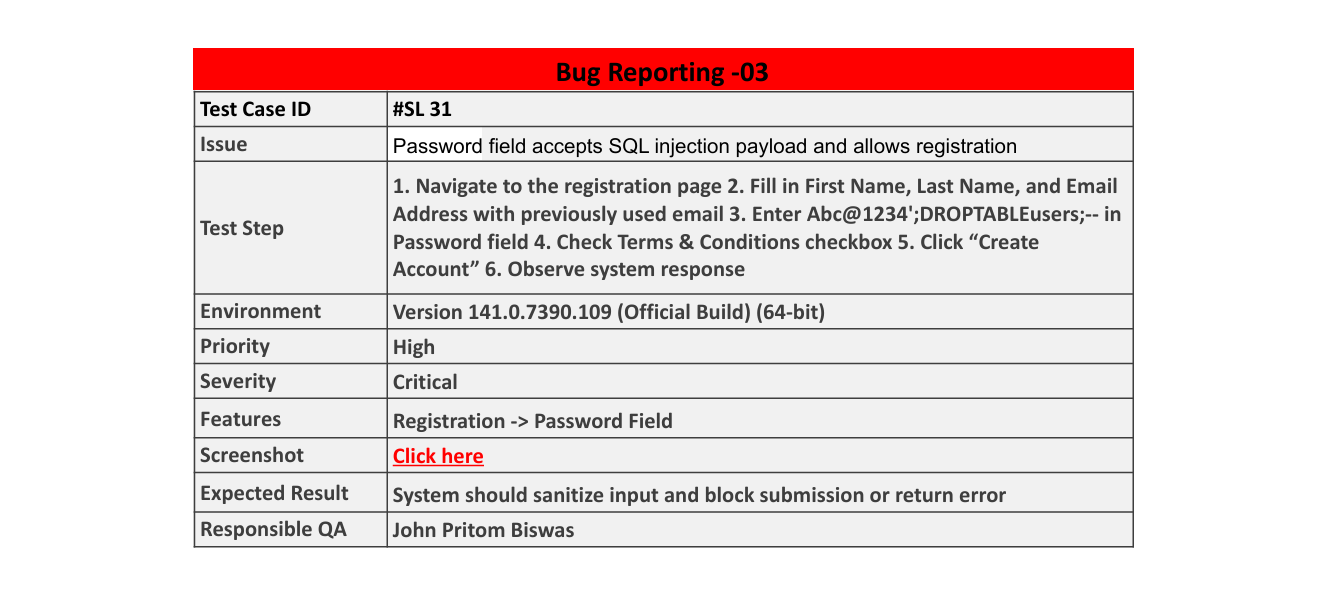 Bug Reporting -03
Test Case ID
#SL 31
Issue
Password field accepts SQL injection payload and allows registration
Test Step
1. Navigate to the registration page 2. Fill in First Name, Last Name, and Email
Address with previously used email 3. Enter Abc@1234';DROPTABLEusers;-- in
Password field 4. Check Terms & Conditions checkbox 5. Click “Create
Account” 6. Observe system response
Environment
Version 141.0.7390.109 (Official Build) (64-bit)
Priority
High
Severity
Critical
Features
Registration -> Password Field
Screenshot
Click here
Expected Result
System should sanitize input and block submission or return error
Responsible QA
John Pritom Biswas